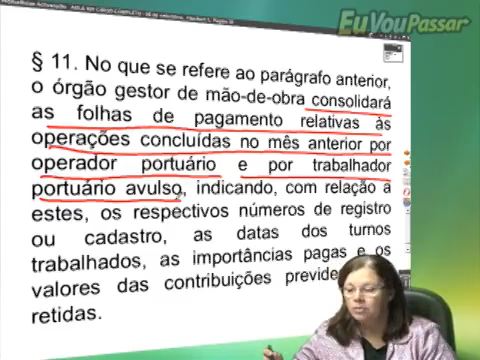 EuVouPassar
§ 11. No que se refere ao parágrafo anterior,
o órgão gestor de mão-de-obra consolidará
as folhas de pagamento relativas às
operações concluídas no mês anterior por
operador portuário e por trabalhador
portuário avulso, indicando, com relação a
estes, os respectivos números de registro
ou cadastro, as datas dos turnos
trabalhados, as importâncias pagas e os
valores das contribuições
retidas.